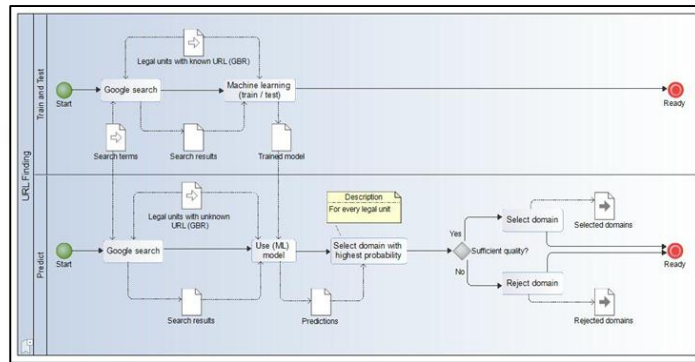 URL Finding
Train and Test
Legal units with known URL (GBR)
Start
Google search
Machine learning
(train / test)
Ready
Search terms
Search results
Trained model
Predict
Description
For every legal unit
Legal units with unknown
URL (GBR)
Start
Google search
Use (ML)
model
Select domain with
highest probability
Yes
Sufficient quality?
No
Select domain
Selected domains
Ready
Reject domain
Rejected domains
Search results
Predictions